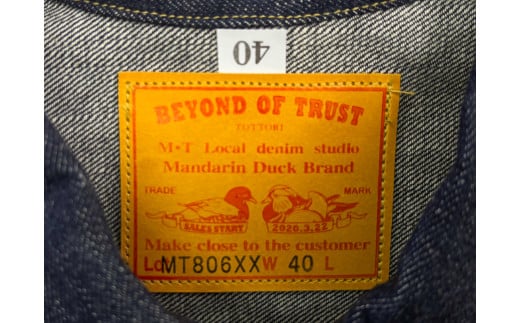 40
BEYOND OF TRUST
TOTTORI
M・T Local denim studio
Mandarin Duck Brand
TRADE MARK
SALES START 2020.3.22
Make close to the customer
Lo MT806XX W 40 L